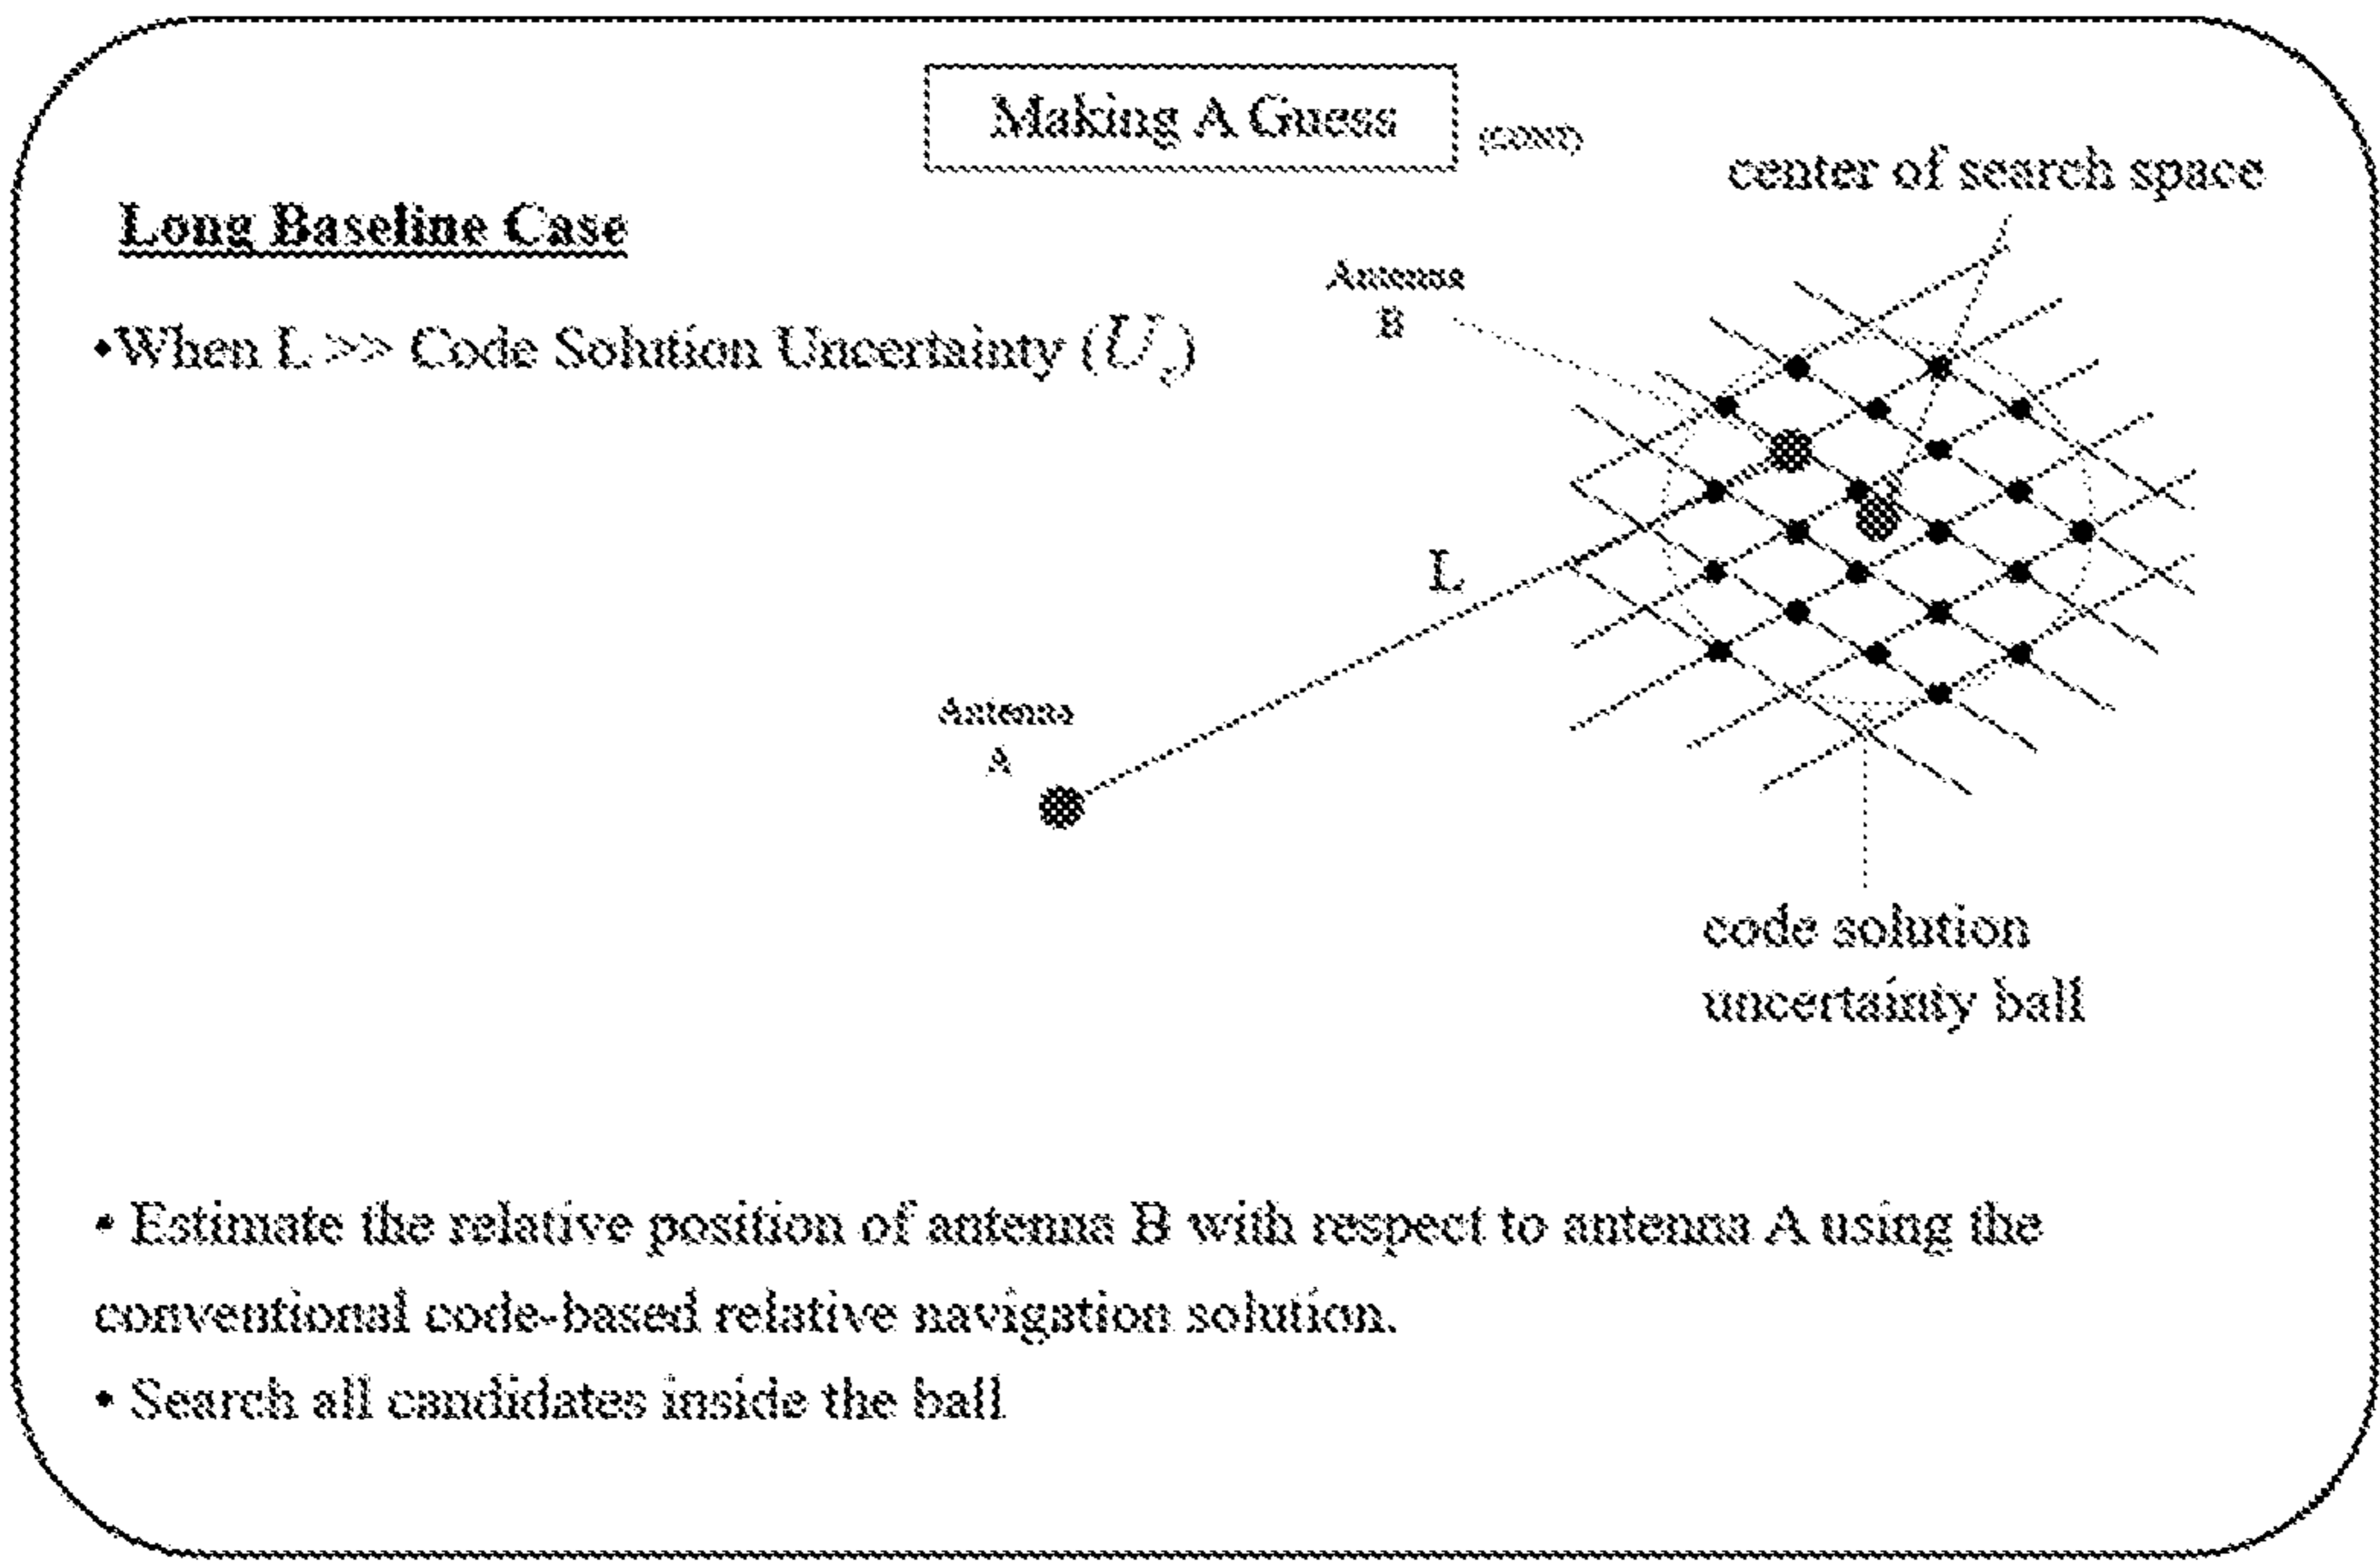 Making A Guess (cont)
Long Baseline Case
•When L >> Code Solution Uncertainty (U
center of search space
Antenna
B
L
Antenna
A
code solution
uncertainty ball
• Estimate the relative position of antenna B with respect to antenna A using the
conventional code-based relative navigation solution.
• Search all candidates inside the ball